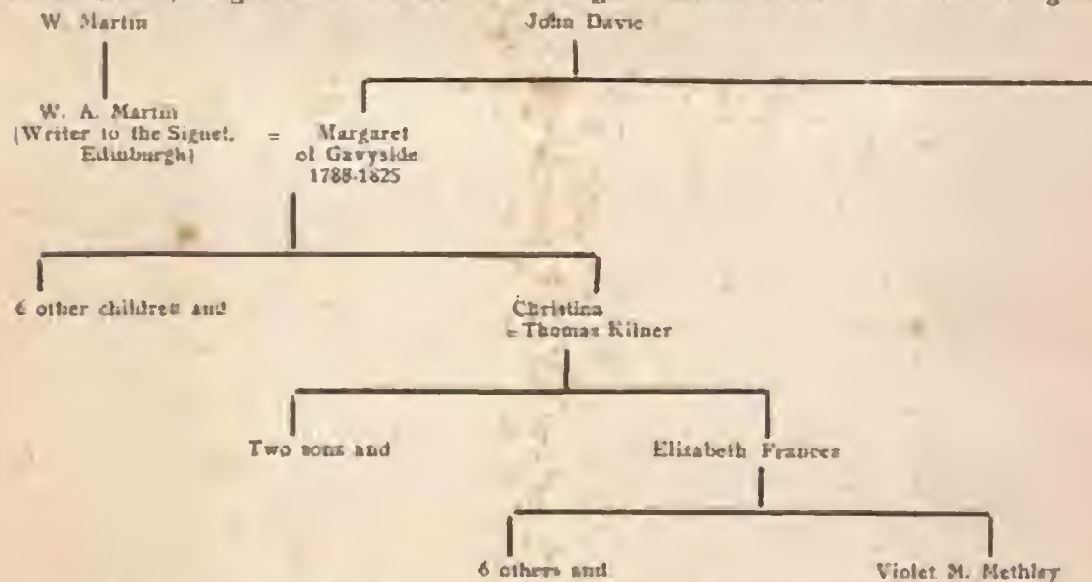 W. Martin
John Davie
W. A. Martin
(Writer to the Signet,
Edinburgh)
= Margaret
of Gavyside
1788-1825
6 other children and
Christina
=Thomas Kilner
Two sons and
Elizabeth Frances
6 others and
Violet M. Methley